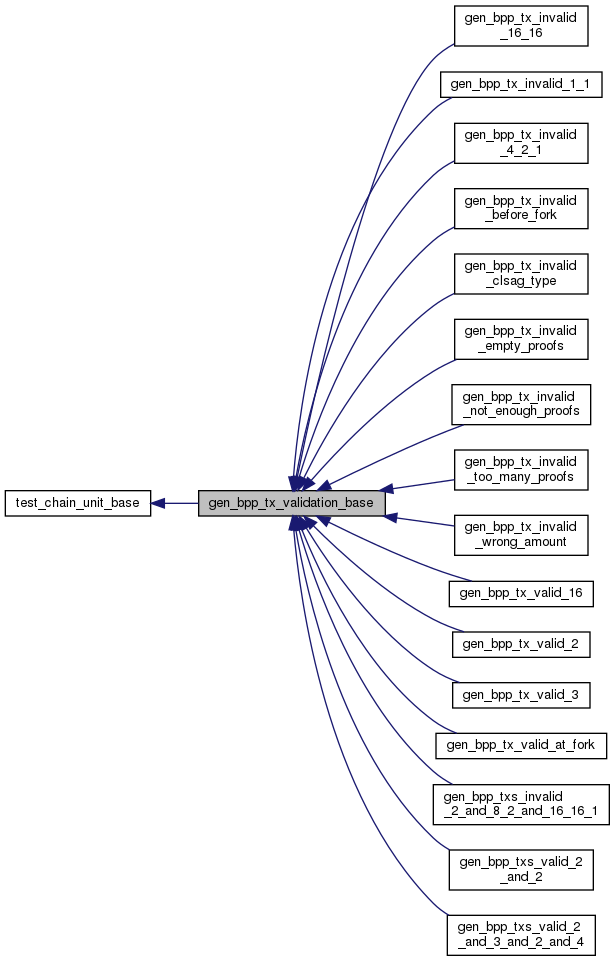 gen_bpp_tx_invalid
_16_16
gen_bpp_tx_invalid_1_1
gen_bpp_tx_invalid
_4_2_1
gen_bpp_tx_invalid
_before_fork
gen_bpp_tx_invalid
_clsag_type
gen_bpp_tx_invalid
_empty_proofs
gen_bpp_tx_invalid
_not_enough_proofs
gen_bpp_tx_invalid
_too_many_proofs
test_chain_unit_base
gen_bpp_tx_validation_base
gen_bpp_tx_invalid
_wrong_amount
gen_bpp_tx_valid_16
gen_bpp_tx_valid_2
gen_bpp_tx_valid_3
gen_bpp_tx_valid_at_fork
gen_bpp_txs_invalid
_2_and_8_2_and_16_16_1
gen_bpp_txs_valid_2
_and_2
gen_bpp_txs_valid_2
_and_3_and_2_and_4